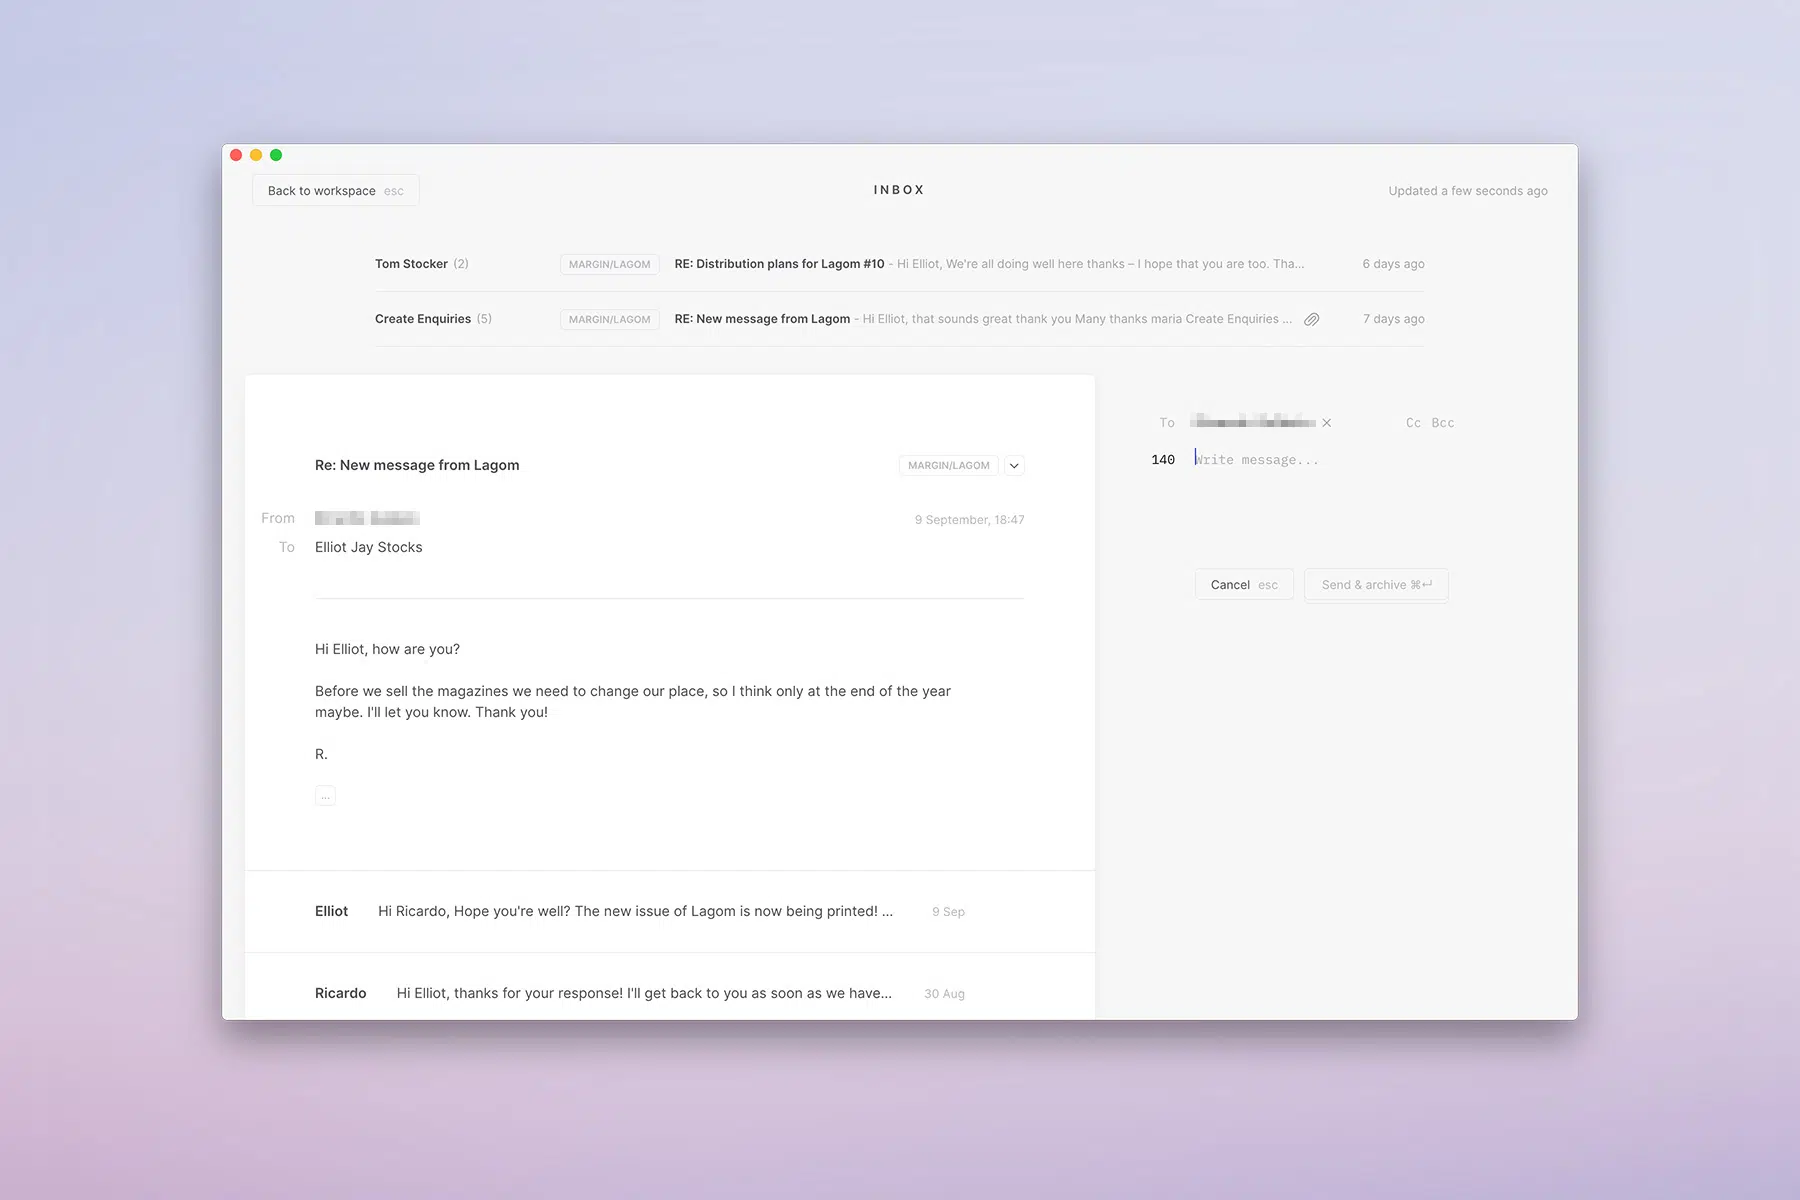 Back to workspace esc
INBOX
Updated a few seconds ago
Tom Stocker (2) MARGIN/LAGOM RE: Distribution plans for Lagom #10 - Hi Elliot, We're all doing well here thanks – I hope that you are too. Tha... 6 days ago
Create Enquiries (5) MARGIN/LAGOM RE: New message from Lagom - Hi Elliot, that sounds great thank you Many thanks maria Create Enquiries ... 7 days ago
Re: New message from Lagom MARGIN/LAGOM
From 9 September, 18:47
To Elliot Jay Stocks
Hi Elliot, how are you?
Before we sell the magazines we need to change our place, so I think only at the end of the year
maybe. I'll let you know. Thank you!
R.
...
Elliot Hi Ricardo, Hope you're well? The new issue of Lagom is now being printed! ... 9 Sep
Ricardo Hi Elliot, thanks for your response! I'll get back to you as soon as we have... 30 Aug
To × Cc Bcc
140 Write message...
Cancel esc Send & archive ⌘↵